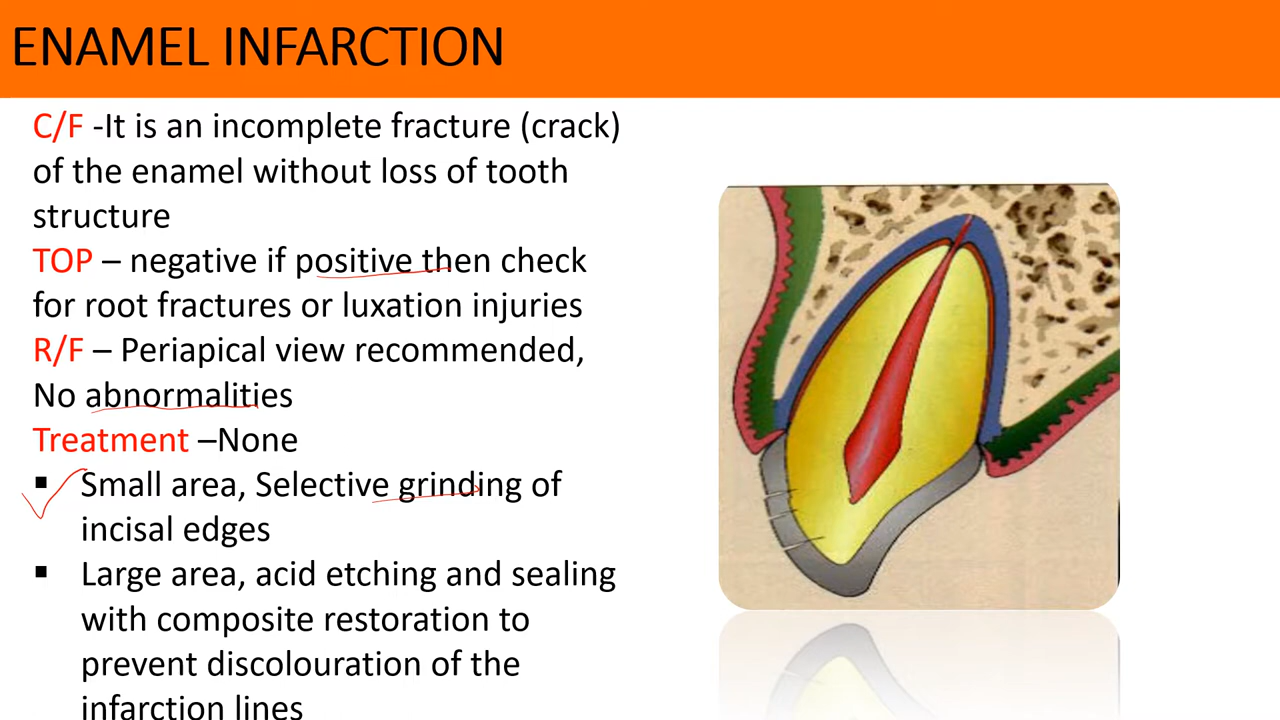 ENAMEL INFARCTION
C/F -It is an incomplete fracture (crack)
of the enamel without loss of tooth
structure
TOP – negative if positive then check
for root fractures or luxation injuries
R/F – Periapical view recommended,
No abnormalities
Treatment –None
▪ Small area, Selective grinding of
incisal edges
▪ Large area, acid etching and sealing
with composite restoration to
prevent discolouration of the
infarction lines